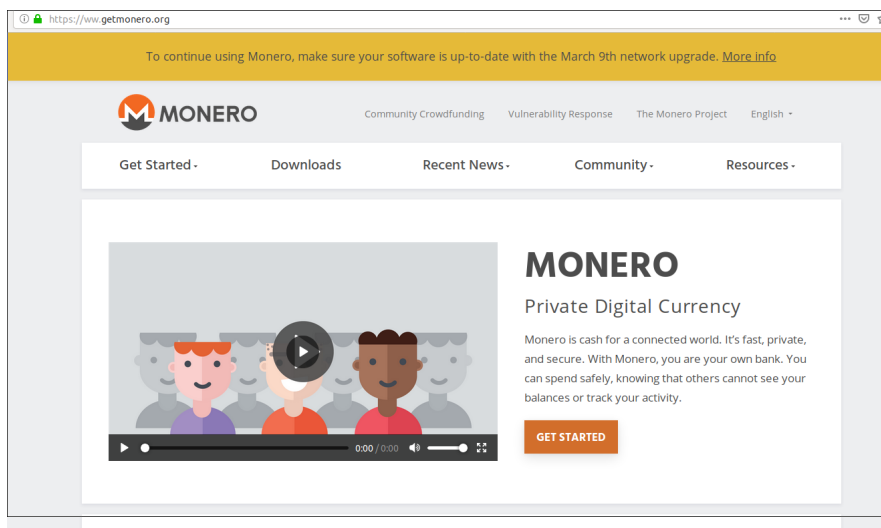 https://ww.getmonero.org
To continue using Monero, make sure your software is up-to-date with the March 9th network upgrade. More info
MONERO
Community Crowdfunding Vulnerability Response The Monero Project English
Get Started Downloads Recent News Community Resources
MONERO
Private Digital Currency
Monero is cash for a connected world. It's fast, private,
and secure. With Monero, you are your own bank. You
can spend safely, knowing that others cannot see your
balances or track your activity.
GET STARTED
0:00 / 0:00